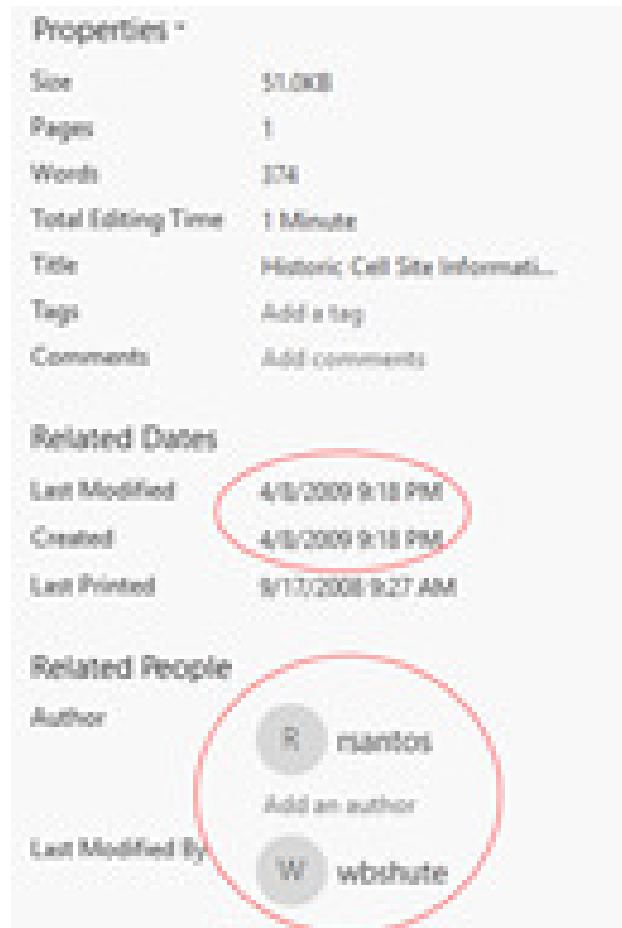 Properties
Size 51.0KB
Pages 1
Words 374
Total Editing Time 1 Minute
Title Historic Cell Site Informati...
Tags Add a tag
Comments Add comments
Related Dates
Last Modified 4/8/2009 9:18 PM
Created 4/8/2009 9:18 PM
Last Printed 9/17/2008 9:27 AM
Related People
Author
R rsantos
Add an author
Last Modified By
W wbshute